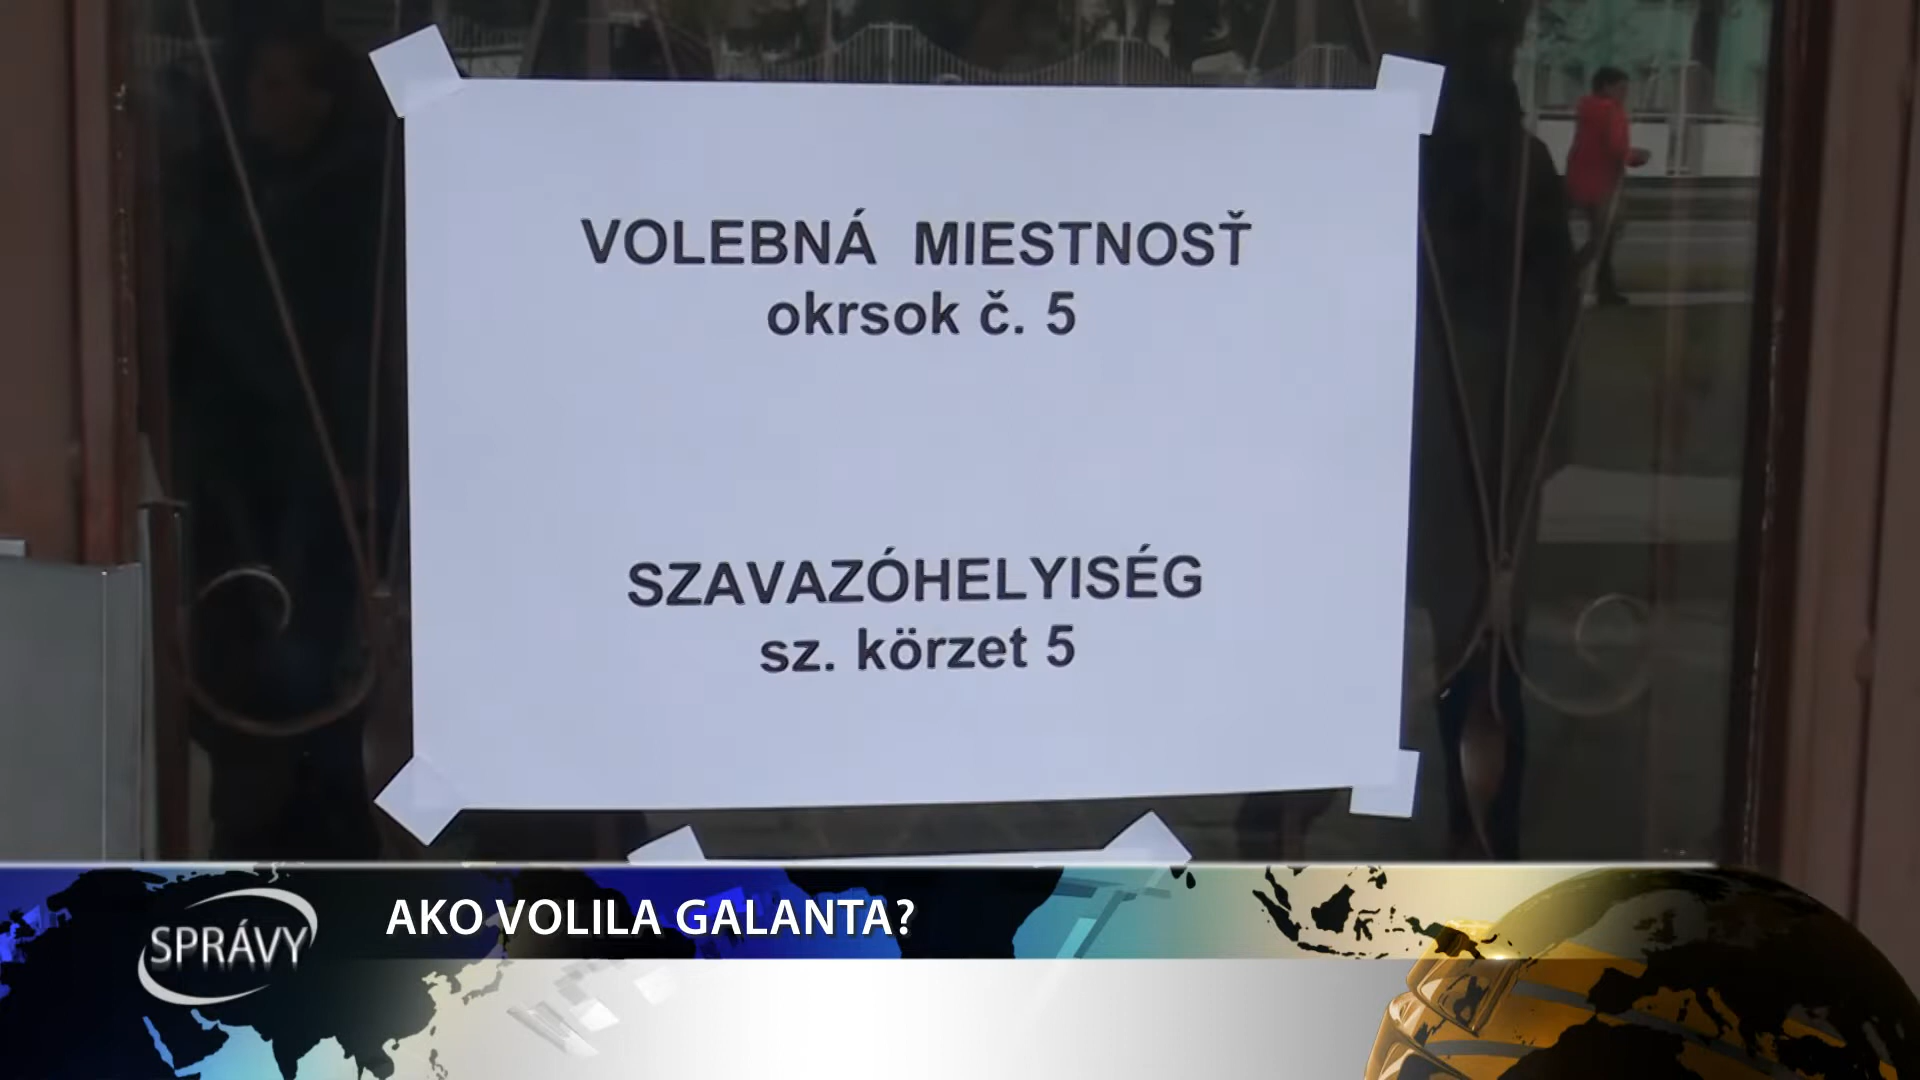 VOLEBNÁ MIESTNOSŤ
okrsok č. 5
SZAVAZÓHELYISÉG
sz. körzet 5
SPRÁVY
AKO VOLILA GALANTA?